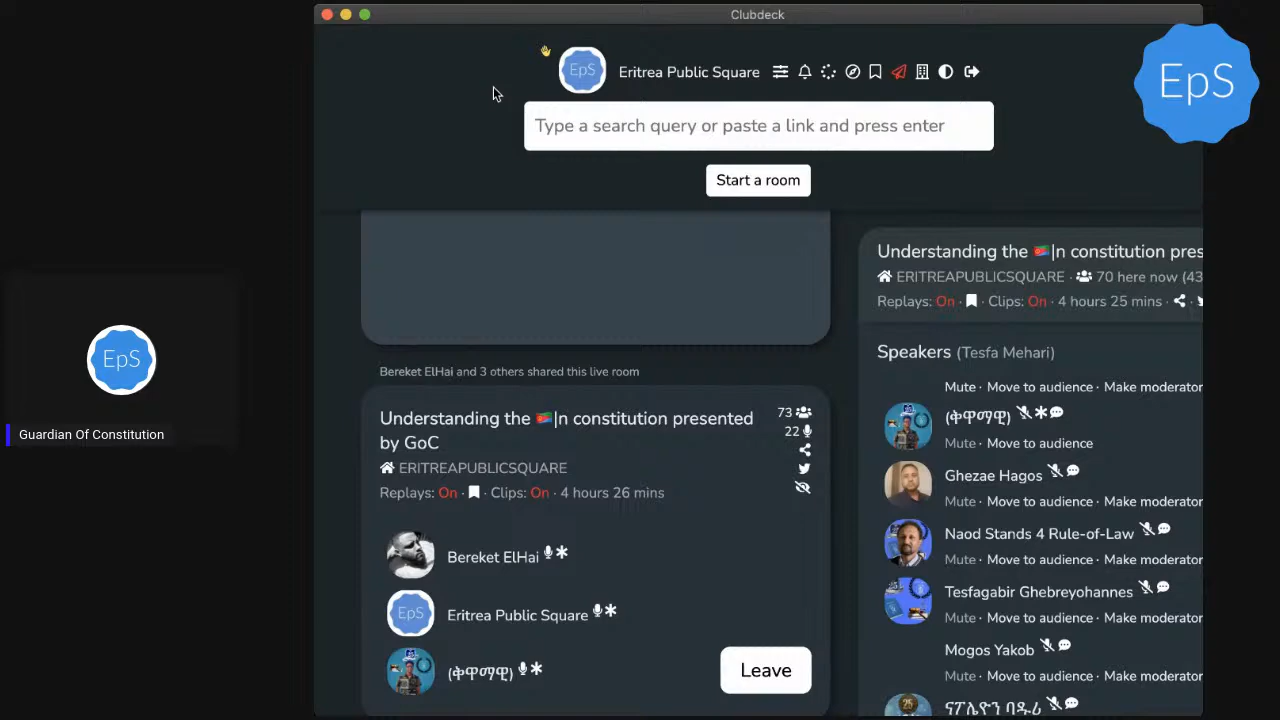 Clubdeck
EpS
Eritrea Public Square
EpS
Type a search query or paste a link and press enter
Start a room
Understanding the 🇪🇷|n constitution pres
ERITREAPUBLICSQUARE · 70 here now (43
Replays: On · Clips: On · 4 hours 25 mins ·
Speakers (Tesfa Mehari)
Mute · Move to audience · Make moderator
(ቅዋማዊ)
Mute · Move to audience
Ghezae Hagos
Mute · Move to audience · Make moderator
Naod Stands 4 Rule-of-Law
Mute · Move to audience · Make moderator
Tesfagabir Ghebreyohannes
Mute · Move to audience · Make moderator
Mogos Yakob
Mute · Move to audience · Make moderator
ናፖሊዮን ባዱሪ
Bereket ElHai and 3 others shared this live room
Understanding the 🇪🇷|n constitution presented
by GoC
73
22
ERITREAPUBLICSQUARE
Replays: On · Clips: On · 4 hours 26 mins
Bereket ElHai
EpS
Eritrea Public Square
(ቅዋማዊ)
Leave
EpS
Guardian Of Constitution